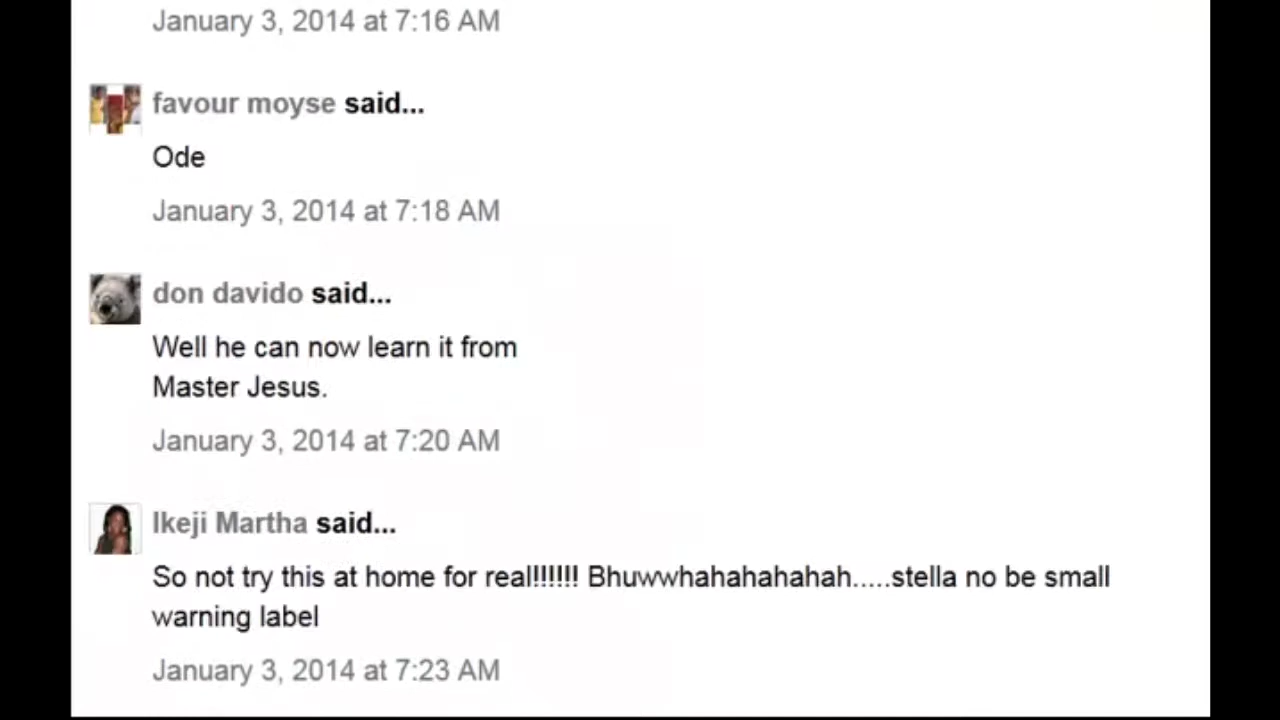 January 3, 2014 at 7:16 AM
favour moyse said...
Ode
January 3, 2014 at 7:18 AM
don davido said...
Well he can now learn it from
Master Jesus.
January 3, 2014 at 7:20 AM
Ikeji Martha said...
So not try this at home for real!!!!!! Bhuwwhahahahahah.....stella no be small
warning label
January 3, 2014 at 7:23 AM